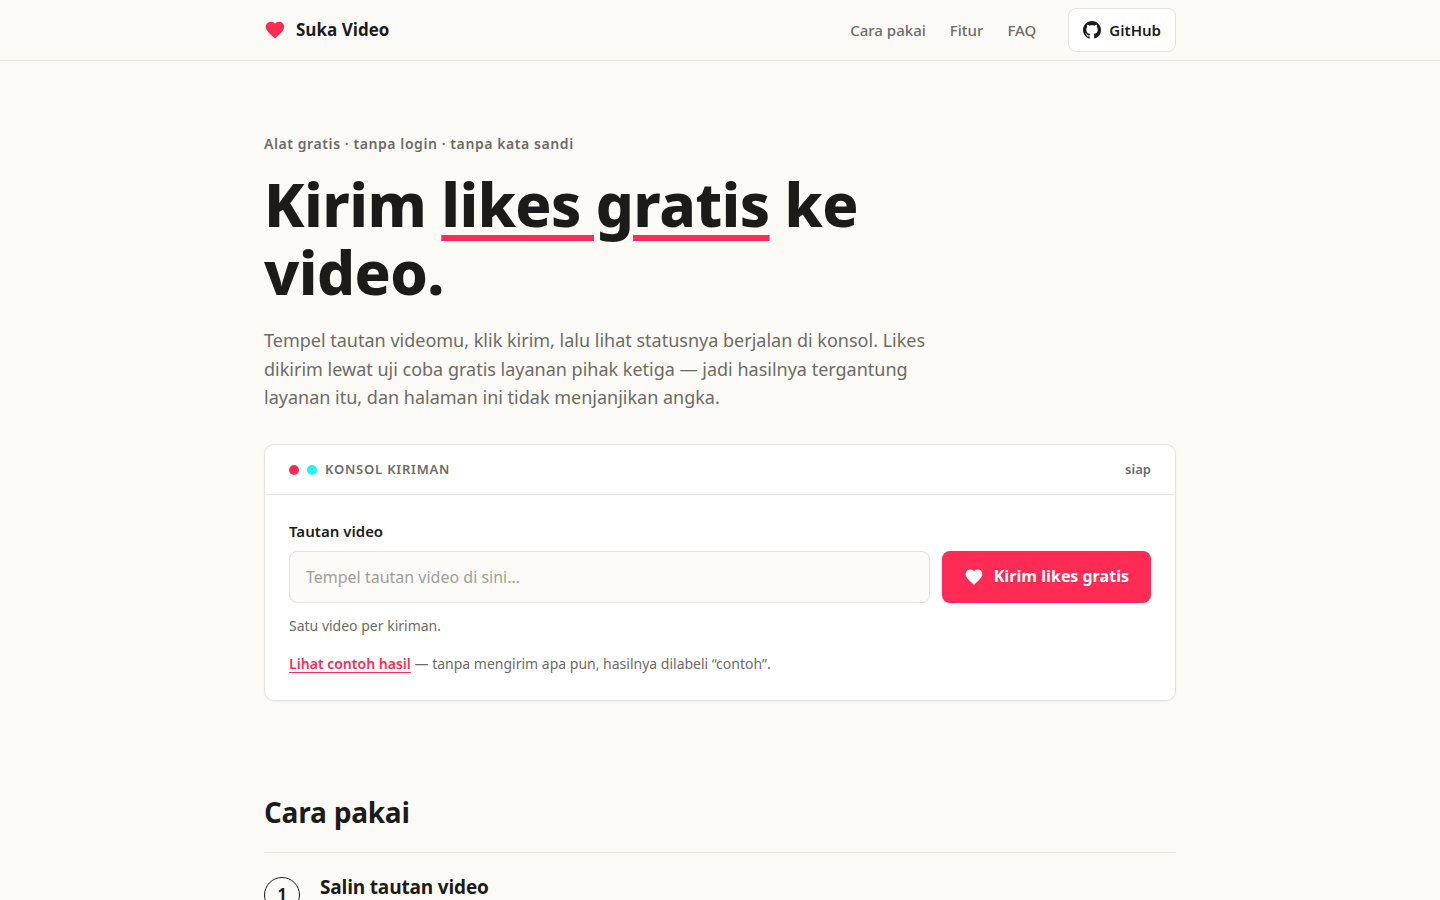 Suka Video
Cara pakai
Fitur
FAQ
GitHub
Alat gratis · tanpa login · tanpa kata sandi
Kirim likes gratis ke
video.
Tempel tautan videomu, klik kirim, lalu lihat statusnya berjalan di konsol. Likes
dikirim lewat uji coba gratis layanan pihak ketiga — jadi hasilnya tergantung
layanan itu, dan halaman ini tidak menjanjikan angka.
KONSOL KIRIMAN
siap
Tautan video
Tempel tautan video di sini...
Kirim likes gratis
Satu video per kiriman.
Lihat contoh hasil — tanpa mengirim apa pun, hasilnya dilabeli “contoh”.
Cara pakai
1
Salin tautan video